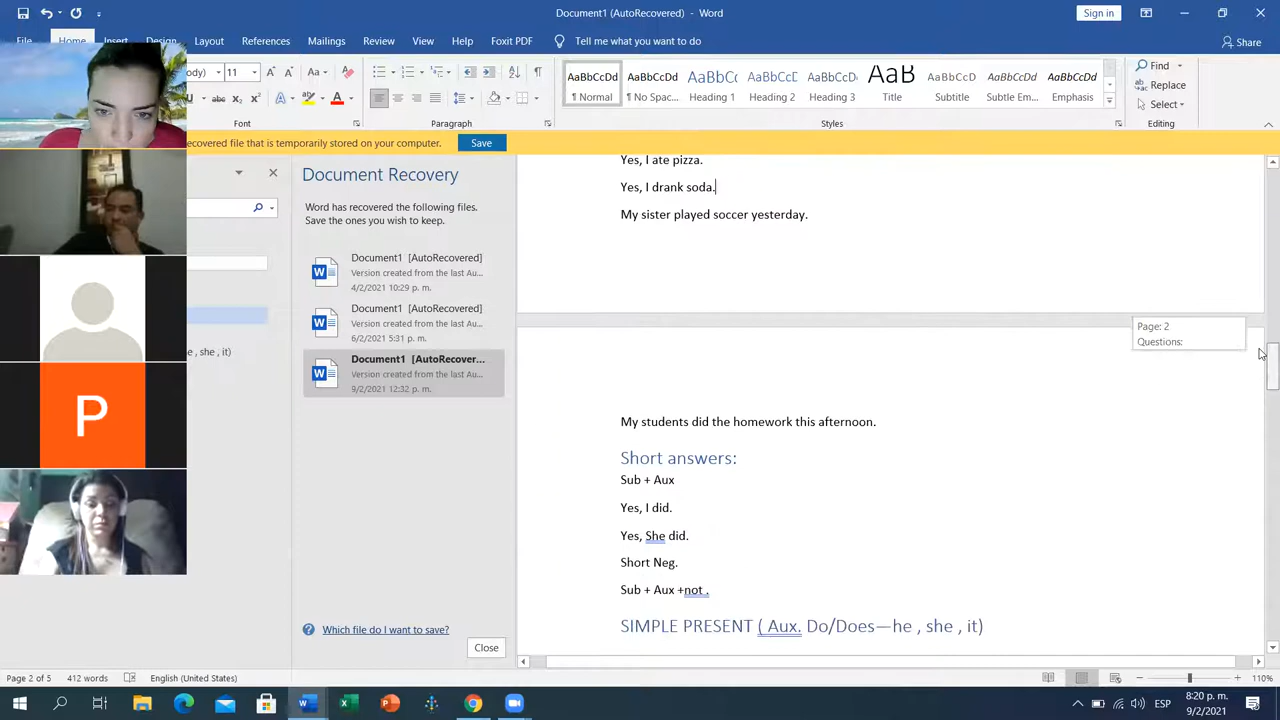 Document1 (AutoRecovered) - Word
Sign in
Home
Insert
Design
Layout
References
Mailings
Review
View
Help
Foxit PDF
Tell me what you want to do
Share
11
Aa
AaBbCcDd
AaBbCcDd
AaBbCc
AaBbCcD
AaBbCcD
AaB
AaBbCcD
AaBbCcDd
AaBbCcDd
¶ Normal
¶ No Spac...
Heading 1
Heading 2
Heading 3
Title
Subtitle
Subtle Em...
Emphasis
Find
Replace
Select
Font
Paragraph
Styles
Editing
ecovered file that is temporarily stored on your computer.
Save
Document Recovery
Word has recovered the following files.
Save the ones you wish to keep.
Document1 [AutoRecovered]
Version created from the last Au...
4/2/2021 10:29 p. m.
Document1 [AutoRecovered]
Version created from the last Au...
6/2/2021 5:31 p. m.
Document1 [AutoRecover...
Version created from the last Au...
9/2/2021 12:32 p. m.
Which file do I want to save?
Close
e , she , it)
Yes, I ate pizza.
Yes, I drank soda.
My sister played soccer yesterday.
Page: 2
Questions:
My students did the homework this afternoon.
Short answers:
Sub + Aux
Yes, I did.
Yes, She did.
Short Neg.
Sub + Aux +not .
SIMPLE PRESENT ( Aux. Do/Does—he , she , it)
P
Page 2 of 5
412 words
English (United States)
110%
ESP
8:20 p. m.
9/2/2021